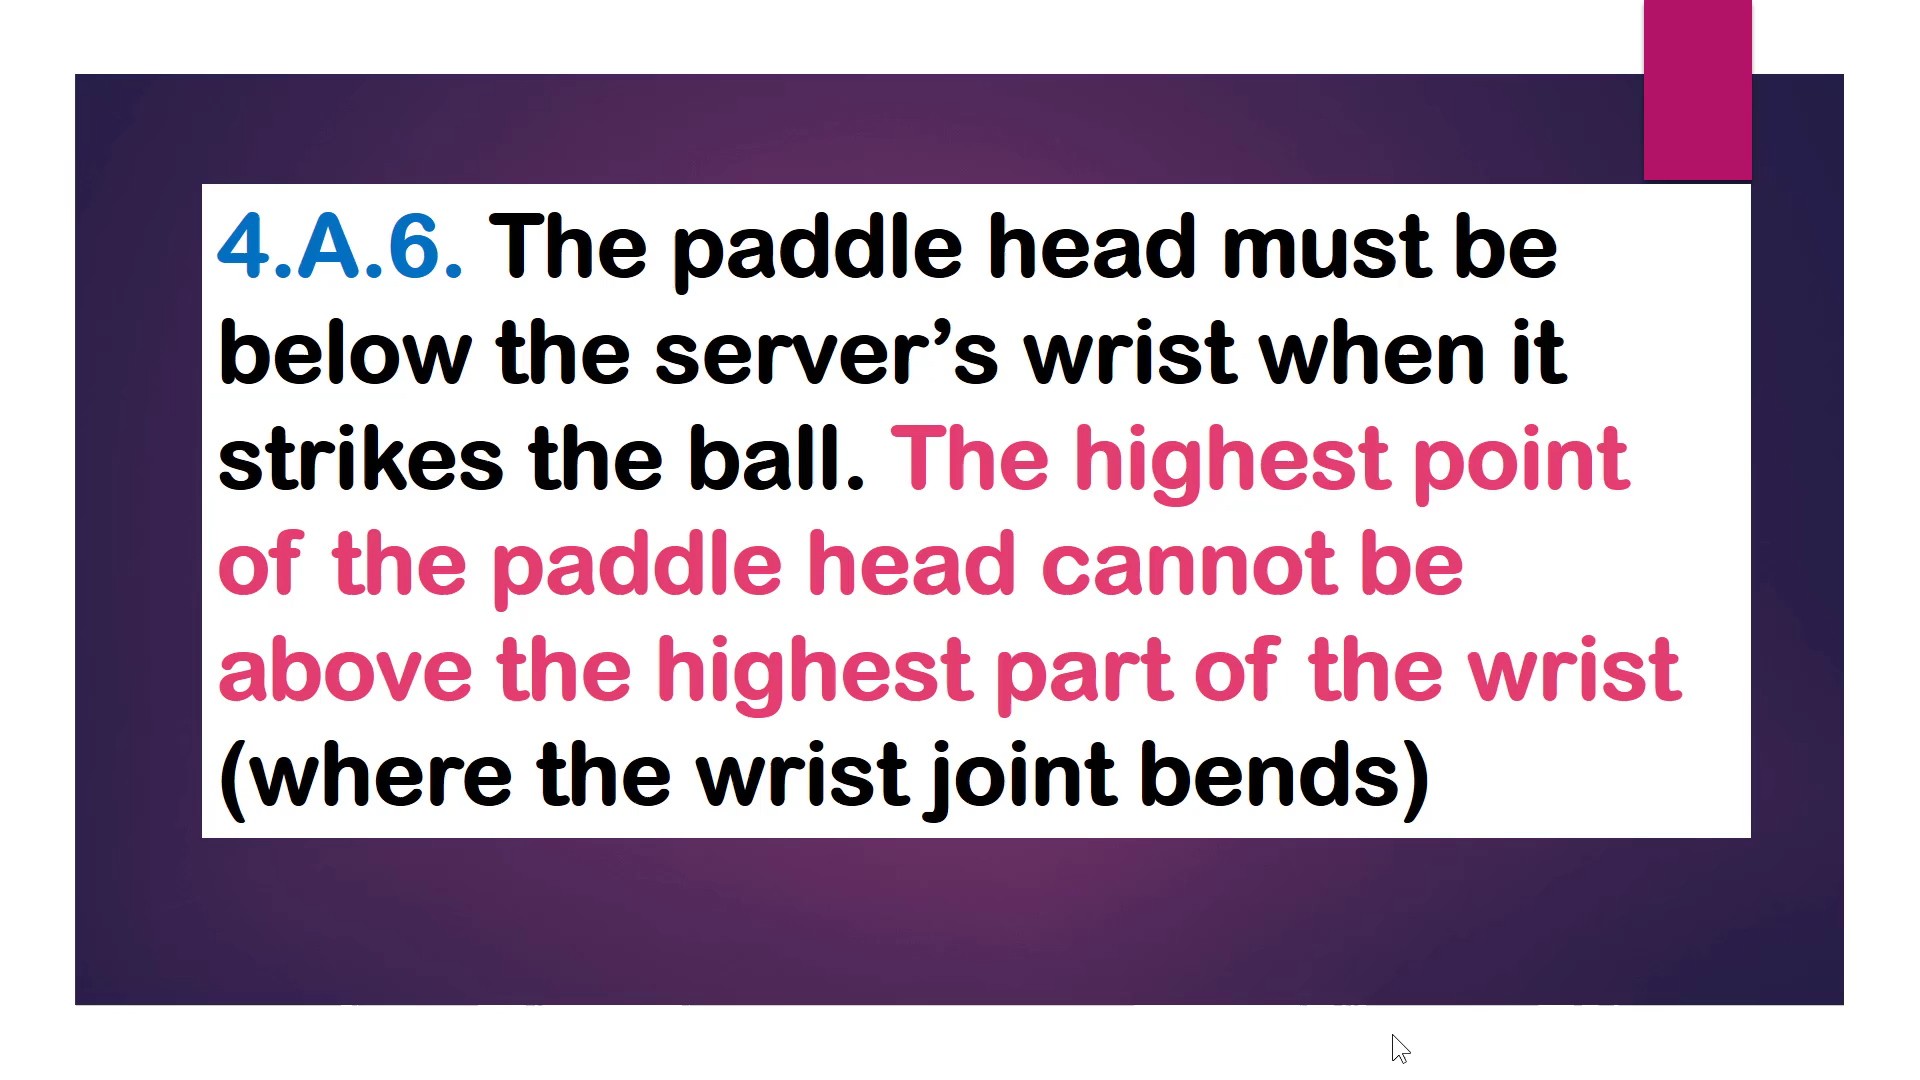 4.A.6. The paddle head must be
below the server’s wrist when it
strikes the ball. The highest point
of the paddle head cannot be
above the highest part of the wrist
(where the wrist joint bends)